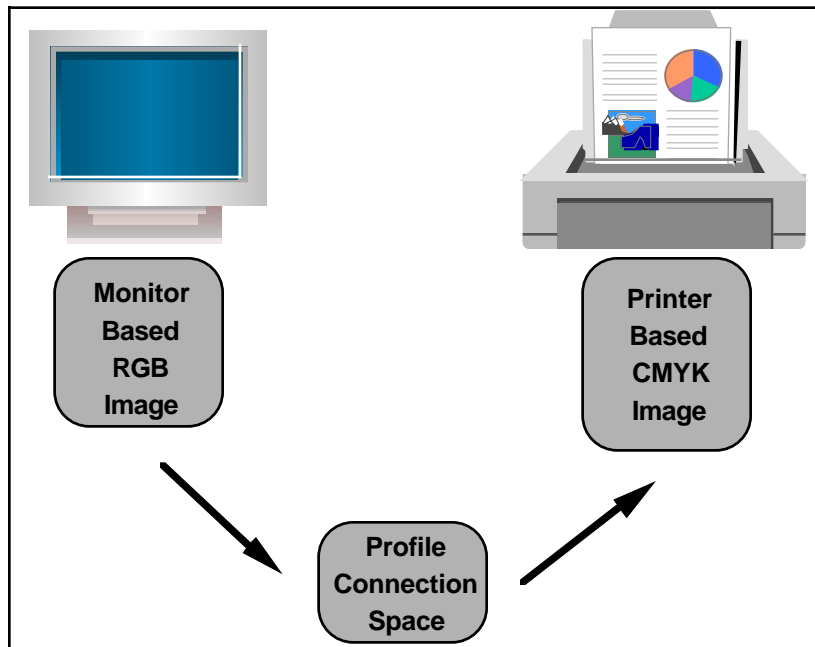 Monitor
Based
RGB
Image
Printer
Based
CMYK
Image
Profile
Connection
Space